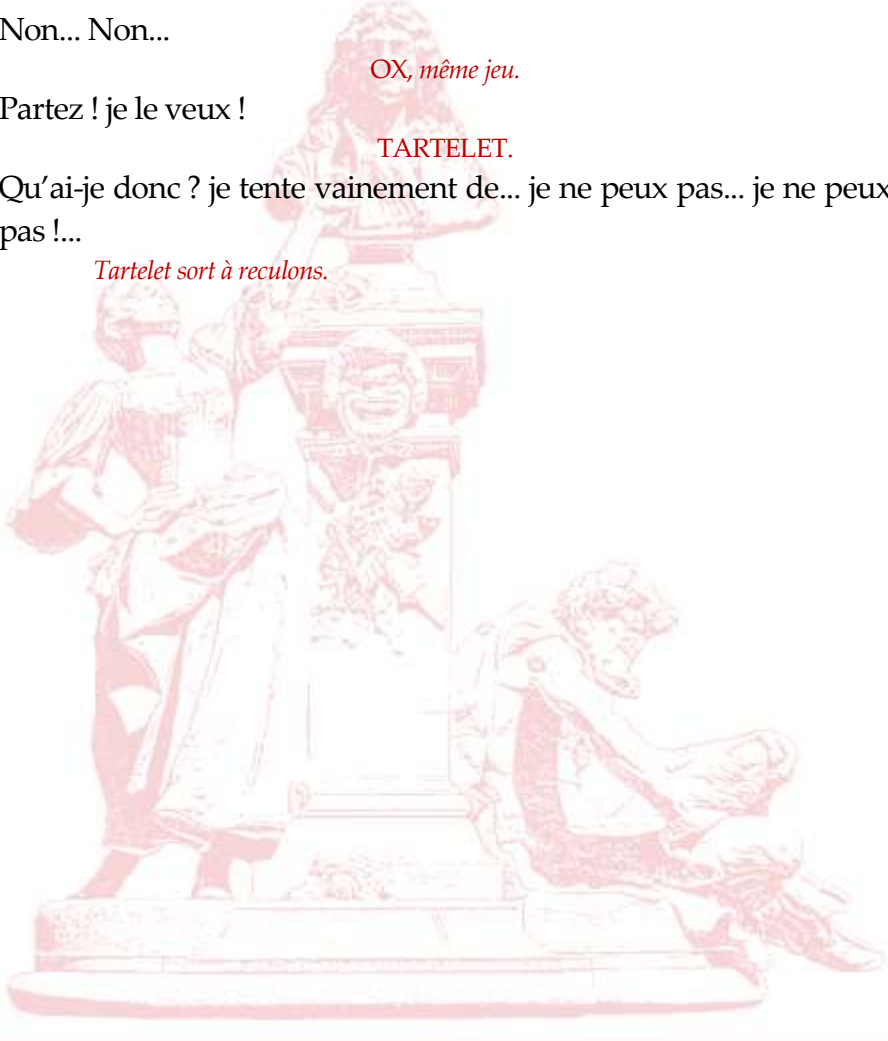 Non... Non...
OX, même jeu.
Partez ! je le veux !
TARTELET.
Qu’ai-je donc ? je tente vainement de... je ne peux pas... je ne peux
pas !...
Tartelet sort à reculons.